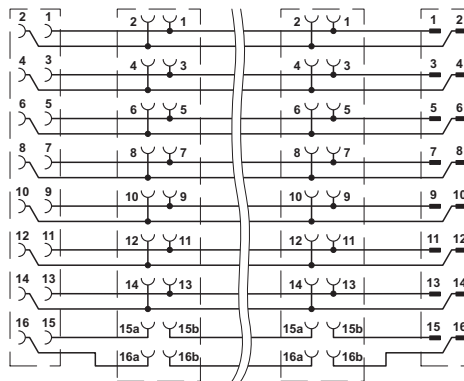 2 1 2 1 2 1 1 2
4 3 4 3 4 3 3 4
6 5 6 5 6 5 5 6
8 7 8 7 8 7 7 8
10 9 10 9 10 9 9 10
12 11 12 11 12 11 11 12
14 13 14 13 14 13 13 14
16 15 15a 15b 15a 15b 15 16
16a 16b 16a 16b